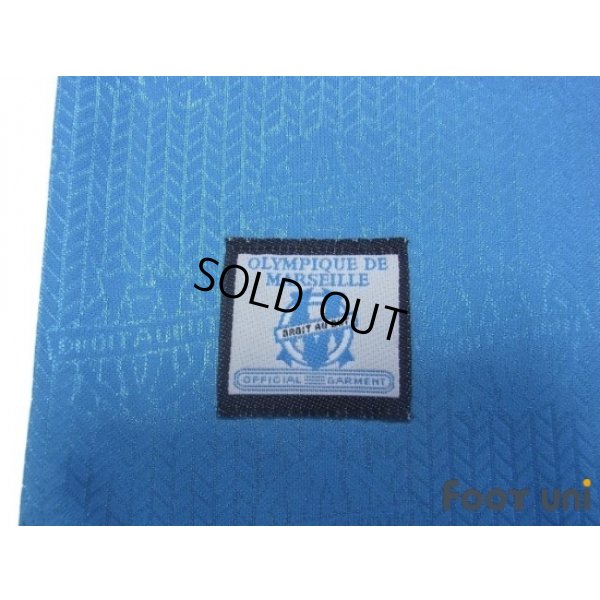 OLYMPIQUE DE
MARSEILLE
SOLD OUT
OFFICIAL GARMENT
Foot uni